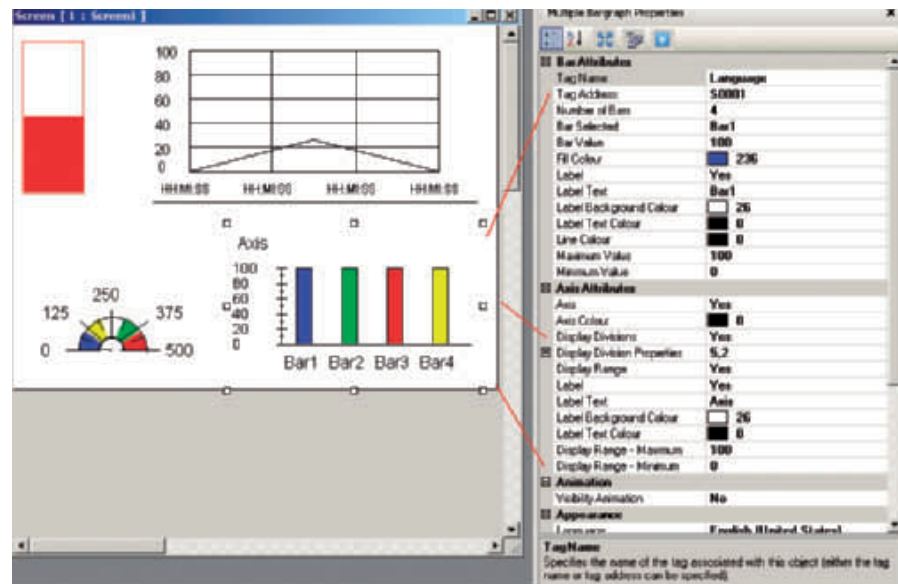 Screen [ 1 : Screen1 ]
100
80
60
40
20
0
HH:MI:SS HH:MI:SS HH:MI:SS HH:MI:SS
Axis
100
80
60
40
20
0
Bar1 Bar2 Bar3 Bar4
0
125
250
375
500
Multiple Bargraph Properties
Bar Attributes
Tag Name Language
Tag Address S0001
Number of Bars 4
Bar Selected Bar1
Bar Value 100
Fill Colour 236
Label Yes
Label Text Bar1
Label Background Colour 26
Label Text Colour 0
Line Colour 0
Maximum Value 100
Minimum Value 0
Axis Attributes
Axis Yes
Axis Colour 0
Display Divisions Yes
Display Division Properties 5,2
Display Range Yes
Label Yes
Label Text Axis
Label Background Colour 26
Label Text Colour 0
Display Range - Maximum 100
Display Range - Minimum 0
Animation
Visibility Animation No
Appearance
Language English (United States)
TagName
Specifies the name of the tag associated with this object (either the tag
name or tag address can be specified).